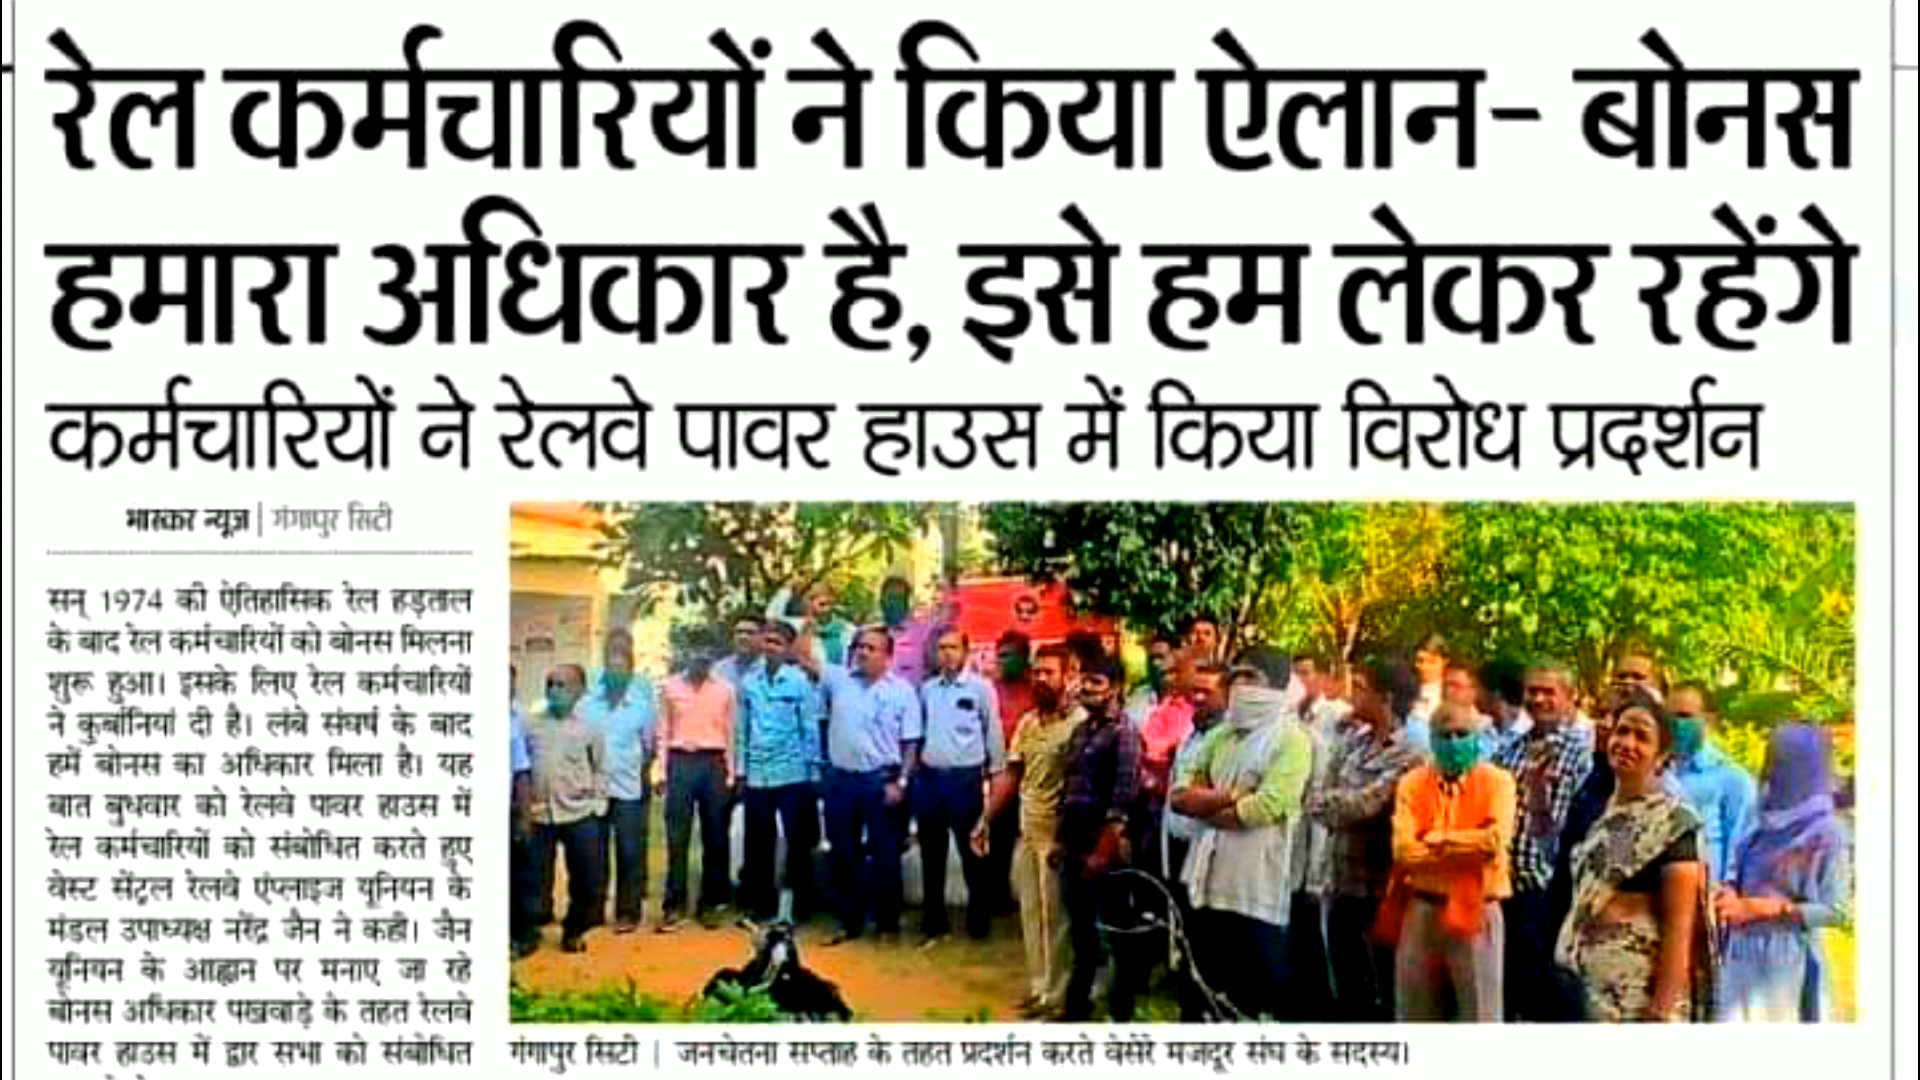 रेल कर्मचारियों ने किया ऐलान- बोनस
हमारा अधिकार है, इसे हम लेकर रहेंगे
कर्मचारियों ने रेलवे पावर हाउस में किया विरोध प्रदर्शन
भास्कर न्यूज | गंगापुर सिटी
सन् 1974 की ऐतिहासिक रेल हड़ताल
के बाद रेल कर्मचारियों को बोनस मिलना
शुरू हुआ। इसके लिए रेल कर्मचारियों
ने कुर्बानियां दी है। लंबे संघर्ष के बाद
हमें बोनस का अधिकार मिला है। यह
बात बुधवार को रेलवे पावर हाउस में
रेल कर्मचारियों को संबोधित करते हुए
वेस्ट सेंट्रल रेलवे एंप्लाइज यूनियन के
मंडल उपाध्यक्ष नरेंद्र जैन ने कही। जैन
यूनियन के आह्वान पर मनाए जा रहे
बोनस अधिकार पखवाड़े के तहत रेलवे
पावर हाउस में द्वार सभा को संबोधित
गंगापुर सिटी | जनचेतना सप्ताह के तहत प्रदर्शन करते वेसेरे मजदूर संघ के सदस्य।